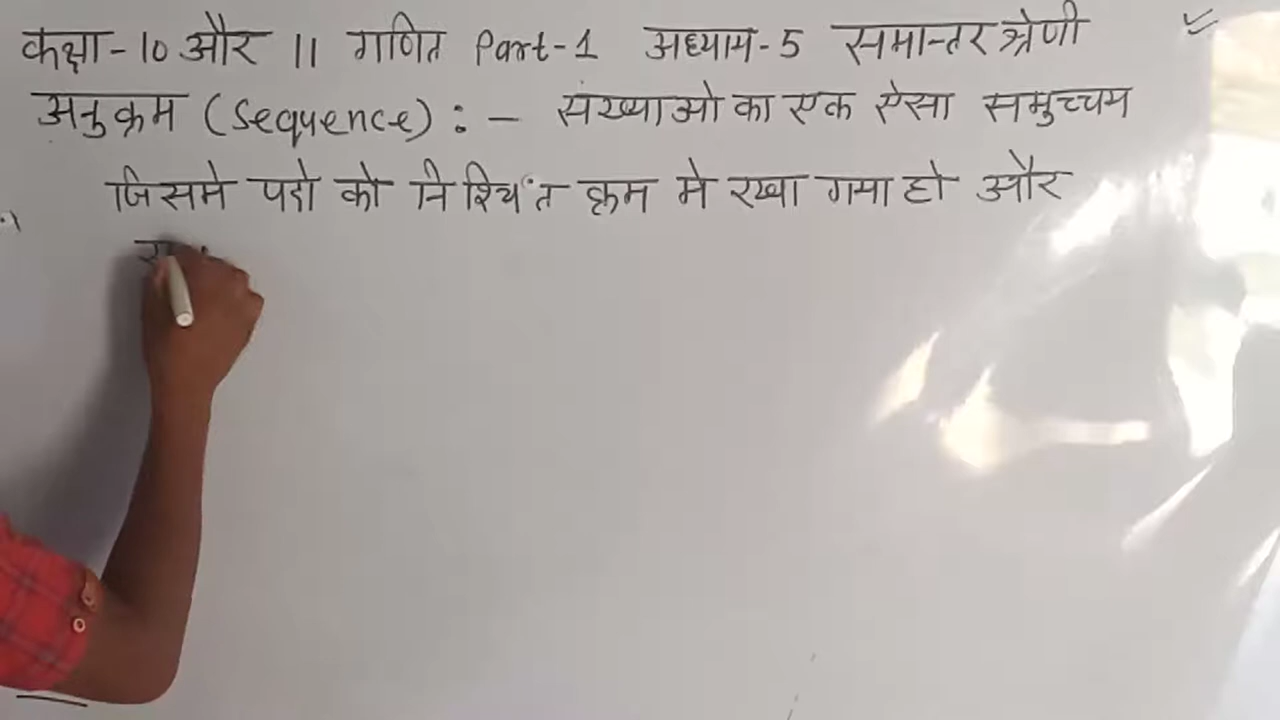 कक्षा-10 और 11 गणित Part-1 अध्याय-5 समान्तर श्रेणी
अनुक्रम (Sequence) :- संख्याओ का एक ऐसा समुच्चय
जिसमे पदो को निश्चिंत क्रम मे रखा गया हो और